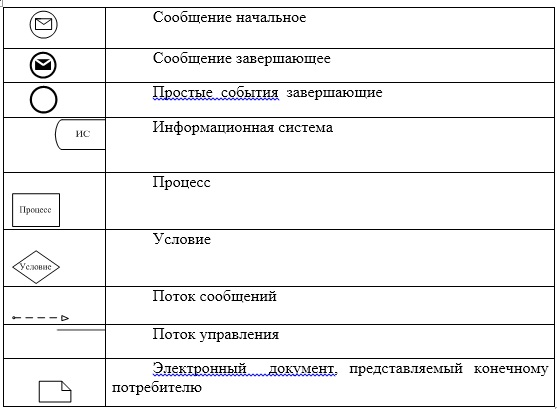 Сообщение начальное
Сообщение завершающее
Простые события завершающие
ИС
Информационная система
Процесс
Процесс
Условие
Условие
Поток сообщений
Поток управления
Электронный документ, представляемый конечному
потребителю